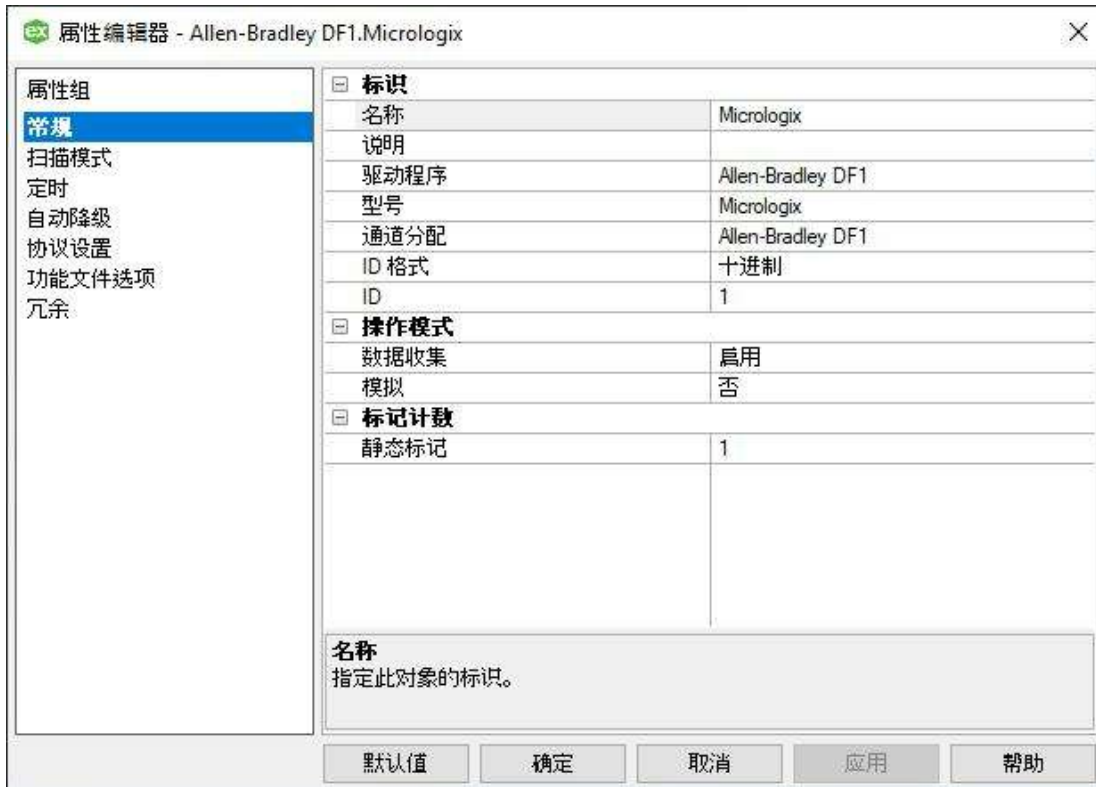 ex 属性编辑器 - Allen-Bradley DF1.Micrologix
属性组
常规
扫描模式
定时
自动降级
协议设置
功能文件选项
冗余
标识
名称 Micrologix
说明
驱动程序 Allen-Bradley DF1
型号 Micrologix
通道分配 Allen-Bradley DF1
ID 格式 十进制
ID 1
操作模式
数据收集 启用
模拟 否
标记计数
静态标记 1
名称
指定此对象的标识。
默认值 确定 取消 应用 帮助